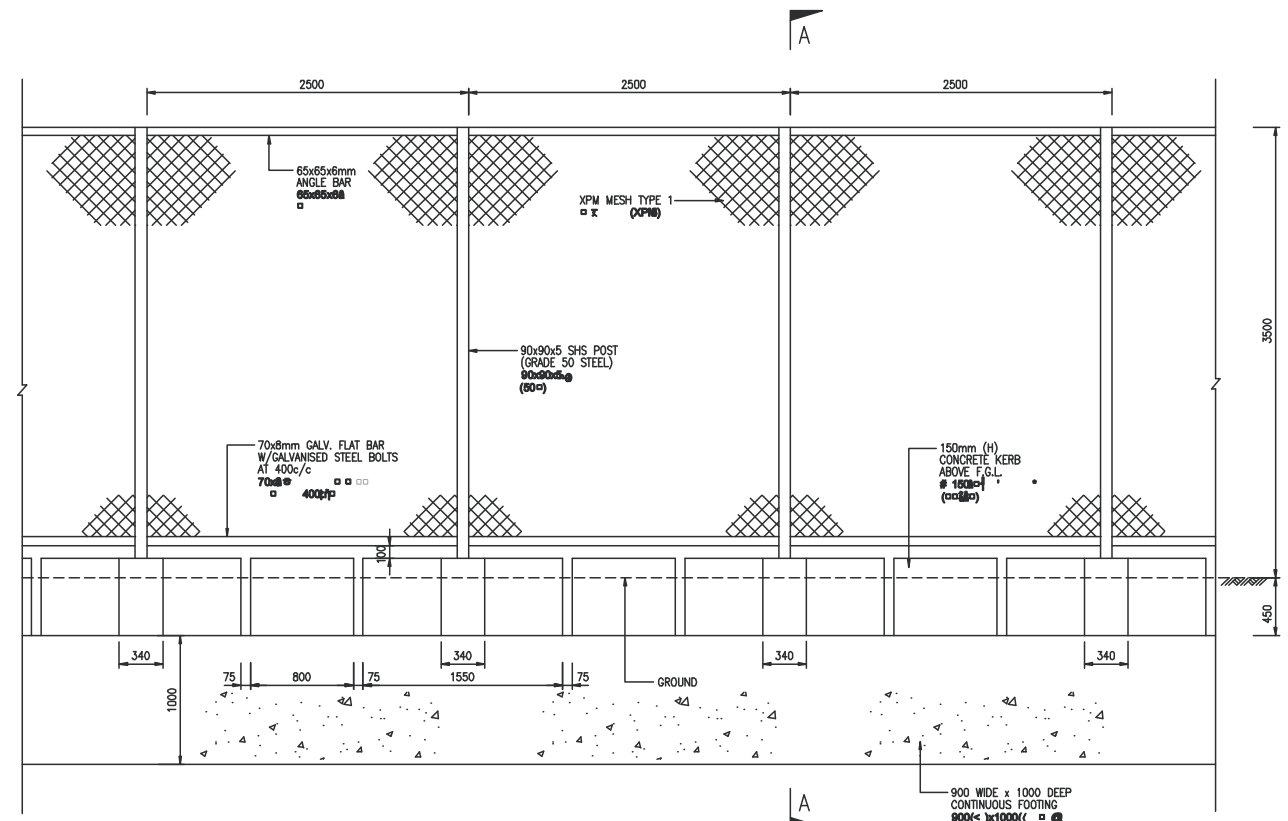 A
2500
2500
2500
65x65x6mm
ANGLE BAR
XPM MESH TYPE 1
(XPM)
3500
90x90x5 SHS POST
(GRADE 50 STEEL)
90x90x5
70x8mm GALV. FLAT BAR
W/GALVANISED STEEL BOLTS
AT 400c/c
150mm (H)
CONCRETE KERB
ABOVE F.G.L.
100
450
340
340
340
340
75
800
75
1550
75
GROUND
1000
900 WIDE x 1000 DEEP
CONTINUOUS FOOTING
A